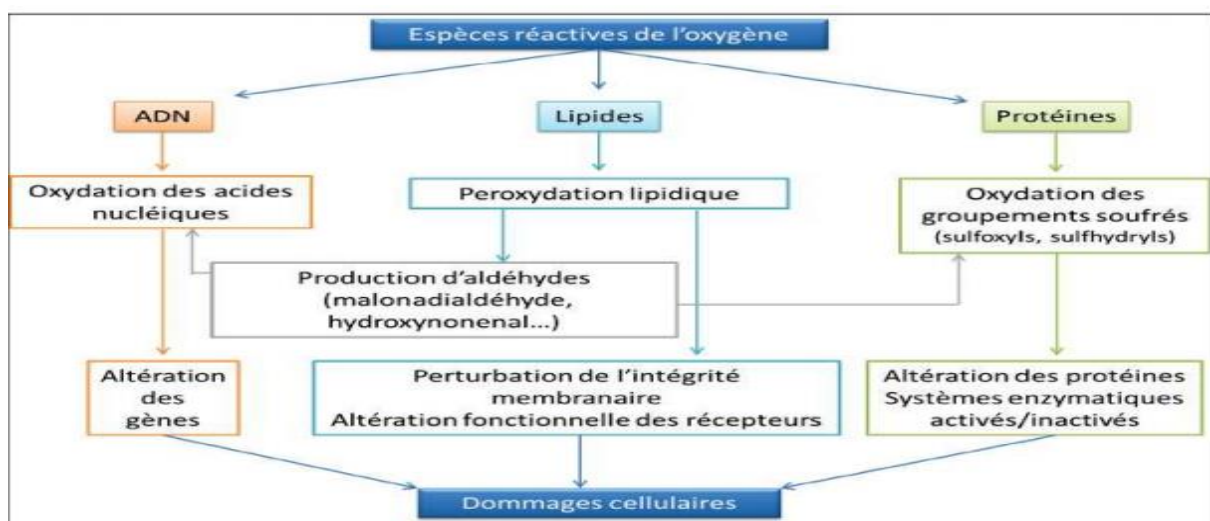 Espèces réactives de l'oxygène
ADN
Lipides
Protéines
Oxydation des acides
nucléiques
Peroxydation lipidique
Oxydation des
groupements soufrés
(sulfoxyls, sulfhydryls)
Production d'aldéhydes
(malonadialdéhyde,
hydroxynonenal...)
Altération
des
gènes
Perturbation de l'intégrité
membranaire
Altération fonctionnelle des récepteurs
Altération des protéines
Systèmes enzymatiques
activés/inactivés
Dommages cellulaires